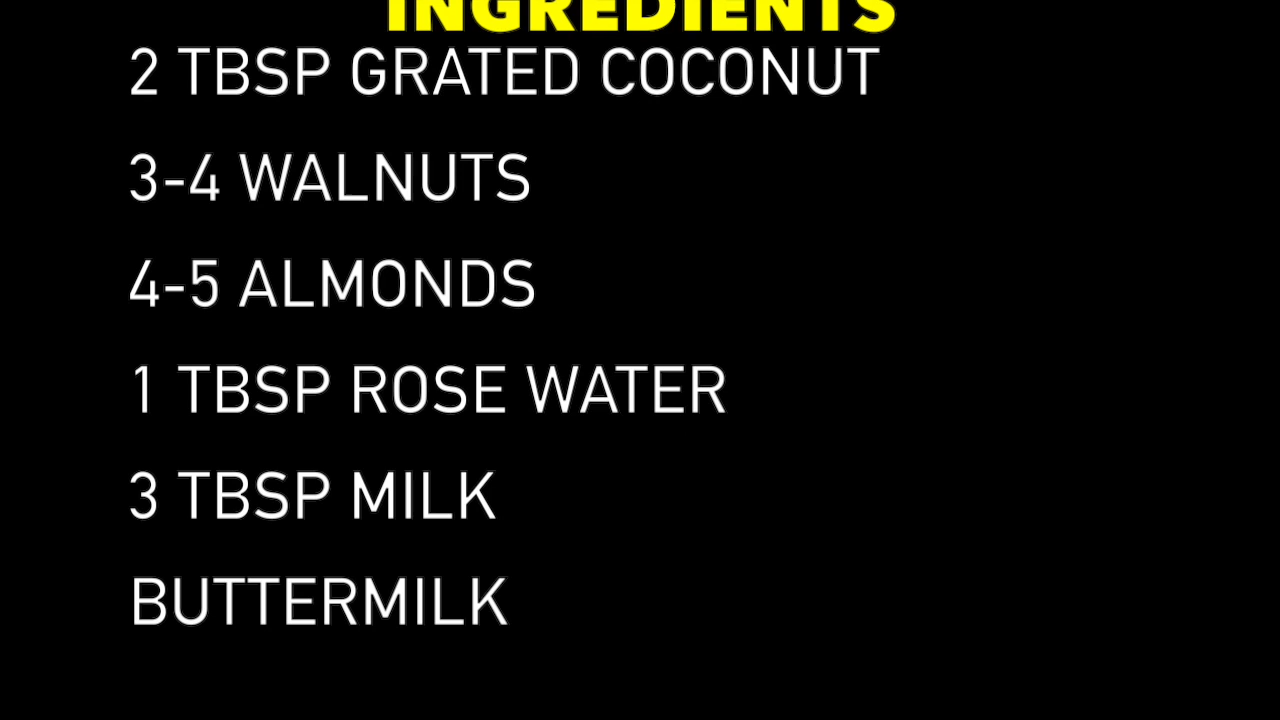 INGREDIENTS
2 TBSP GRATED COCONUT
3-4 WALNUTS
4-5 ALMONDS
1 TBSP ROSE WATER
3 TBSP MILK
BUTTERMILK